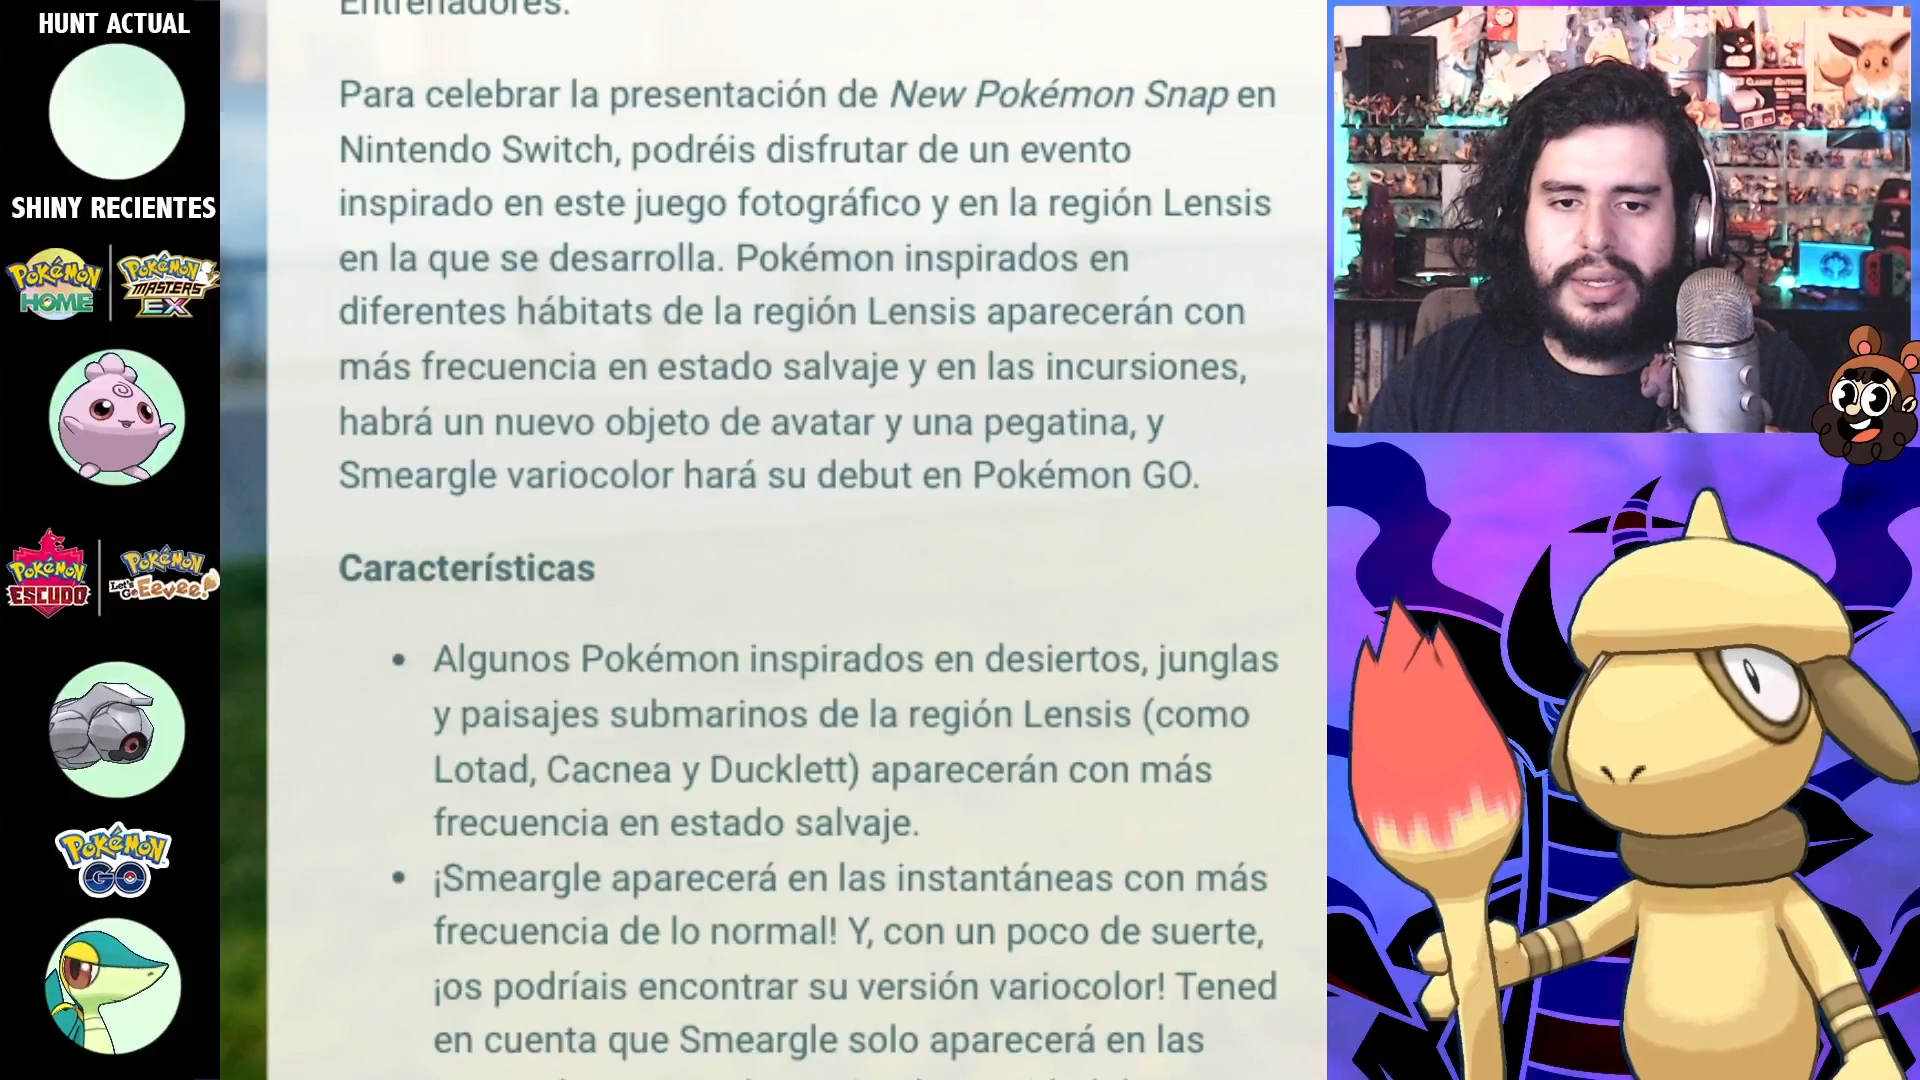 HUNT ACTUAL
SHINY RECIENTES
POKÉMON
HOME
POKÉMON
MASTERS
EX
POKÉMON
ESCUDO
POKÉMON
Let's Go
Eevee!
POKÉMON
GO
Entrenadores.
Para celebrar la presentación de New Pokémon Snap en
Nintendo Switch, podréis disfrutar de un evento
inspirado en este juego fotográfico y en la región Lensis
en la que se desarrolla. Pokémon inspirados en
diferentes hábitats de la región Lensis aparecerán con
más frecuencia en estado salvaje y en las incursiones,
habrá un nuevo objeto de avatar y una pegatina, y
Smeargle variocolor hará su debut en Pokémon GO.
Características
• Algunos Pokémon inspirados en desiertos, junglas
y paisajes submarinos de la región Lensis (como
Lotad, Cacnea y Ducklett) aparecerán con más
frecuencia en estado salvaje.
• ¡Smeargle aparecerá en las instantáneas con más
frecuencia de lo normal! Y, con un poco de suerte,
¡os podríais encontrar su versión variocolor! Tened
en cuenta que Smeargle solo aparecerá en las